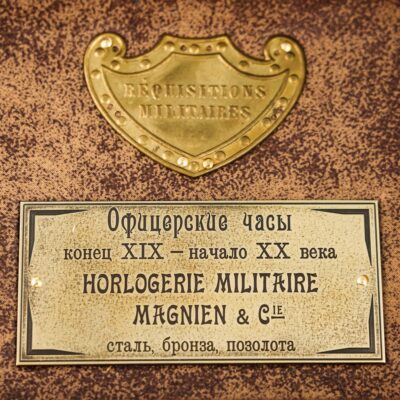 RÉQUISITIONS
MILITAIRES
Офицерские часы
конец XIX – начало XX века
HORLOGERIE MILITAIRE
MAGNIEN & CIE
сталь, бронза, позолота